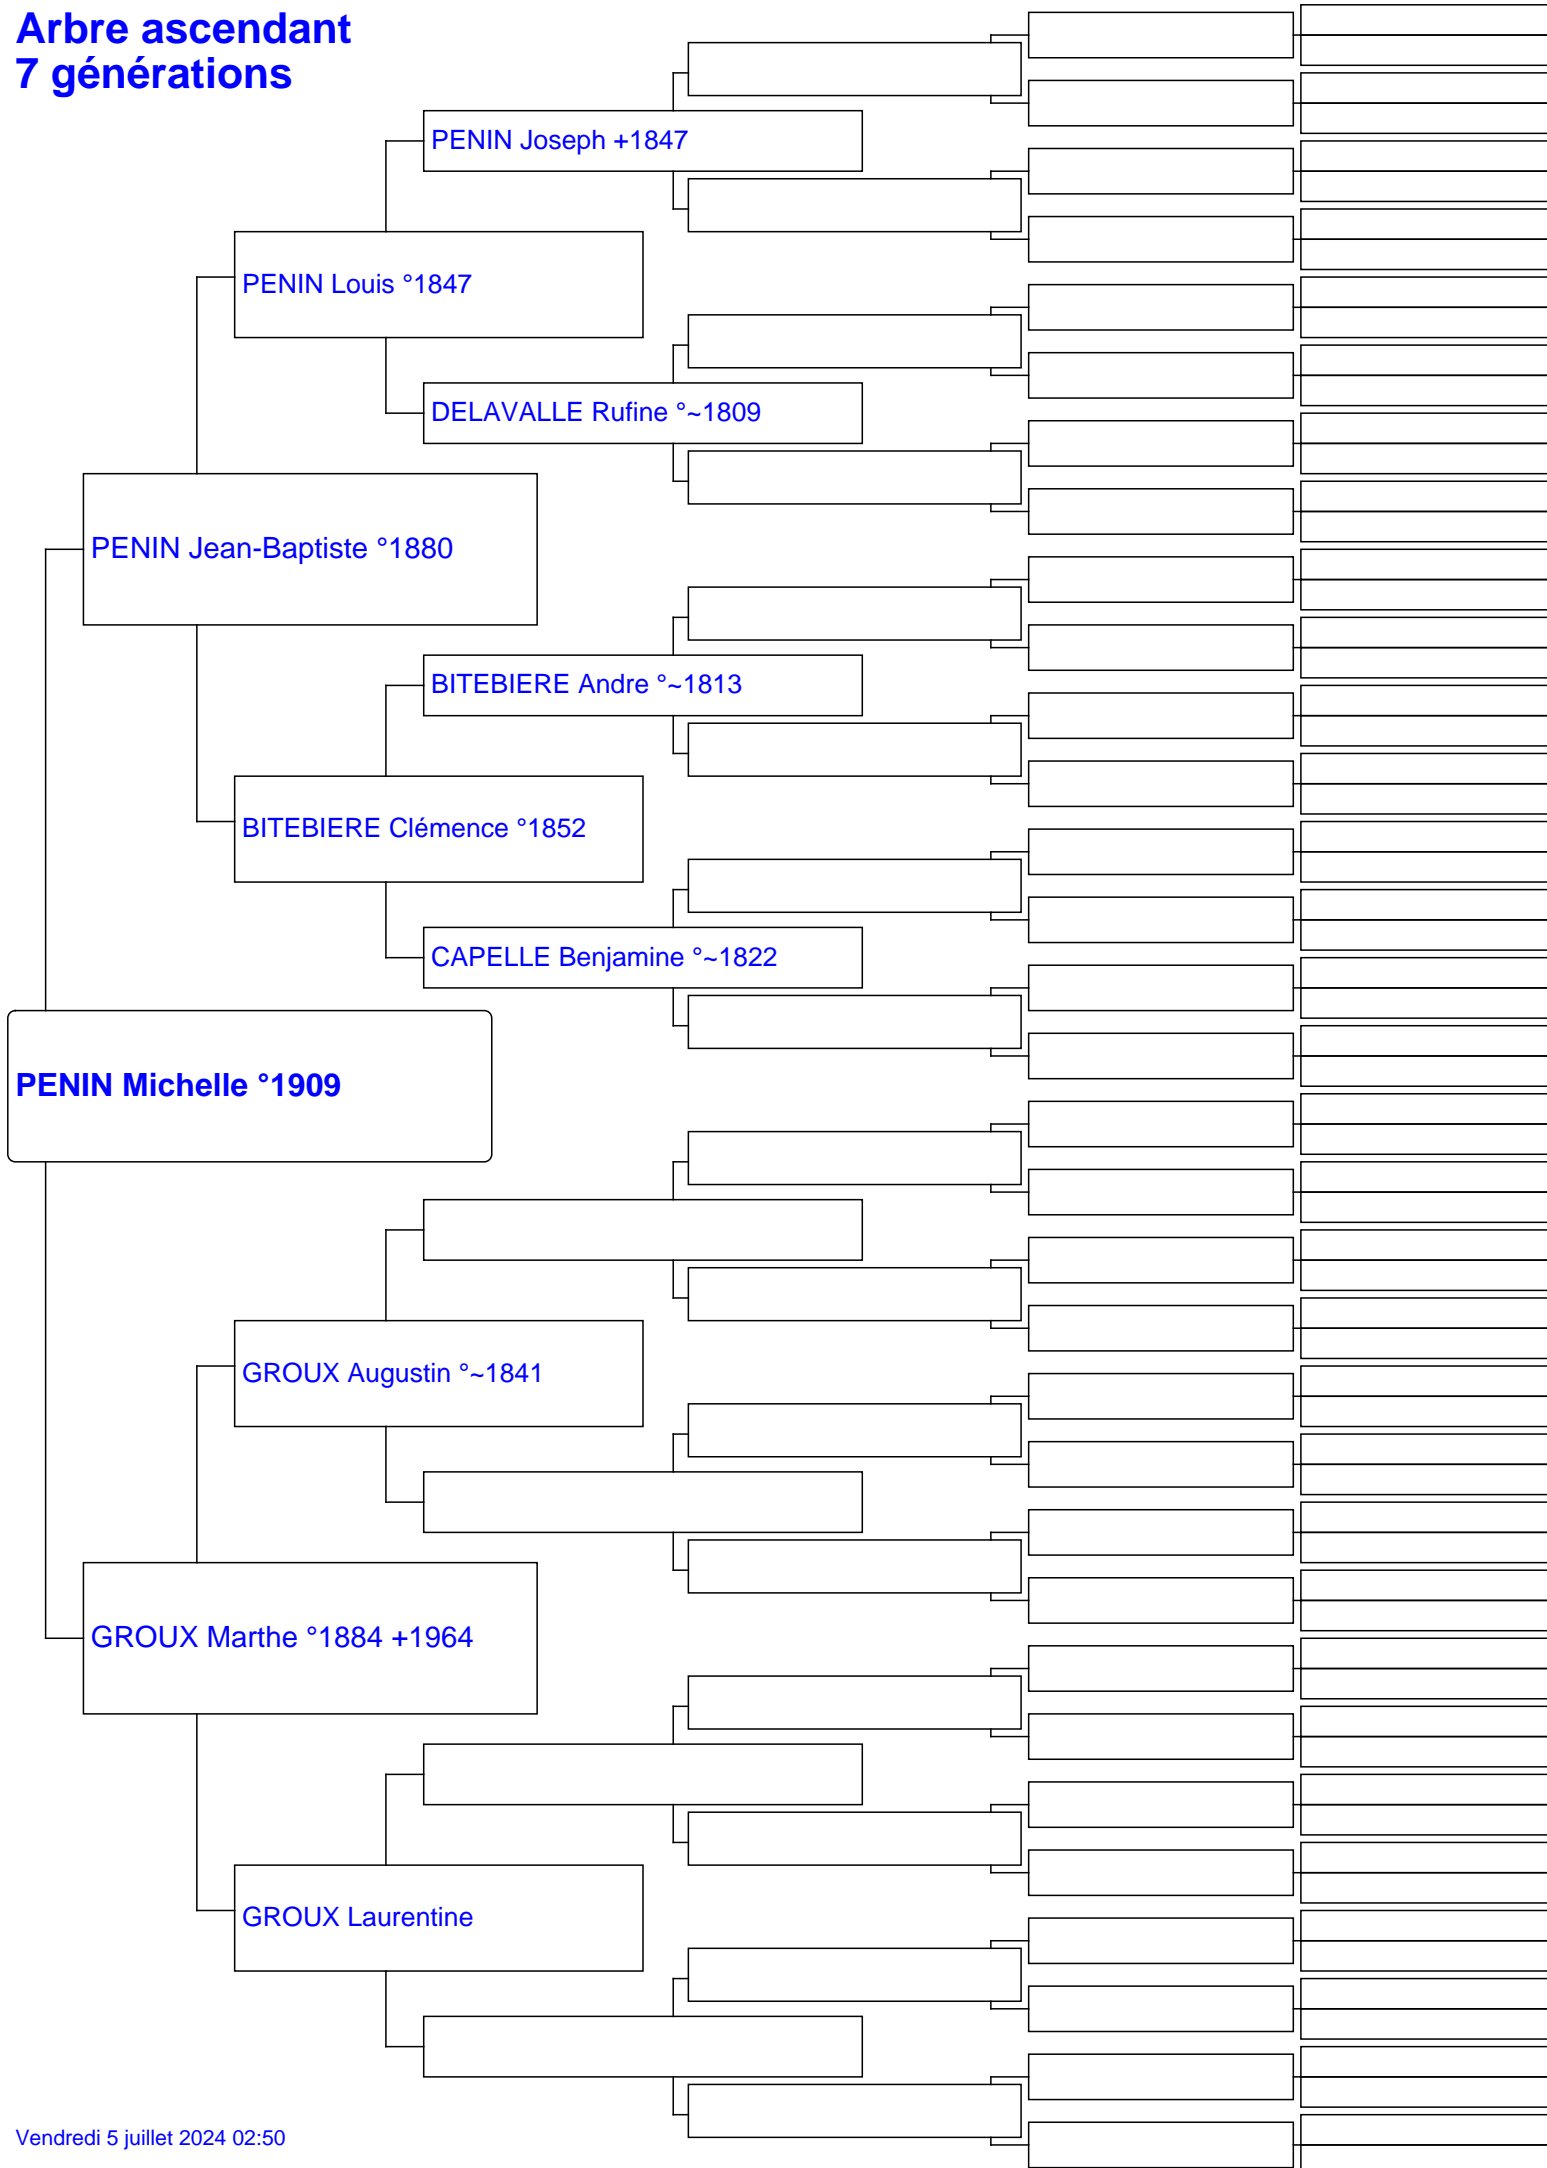 Arbre ascendant
7 générations
PENIN Joseph +1847
PENIN Louis °1847
DELAVALLE Rufine °~1809
PENIN Jean-Baptiste °1880
BITEBIERE Andre °~1813
BITEBIERE Clémence °1852
CAPELLE Benjamine °~1822
PENIN Michelle °1909
GROUX Augustin °~1841
GROUX Marthe °1884 +1964
GROUX Laurentine
Vendredi 5 juillet 2024 02:50